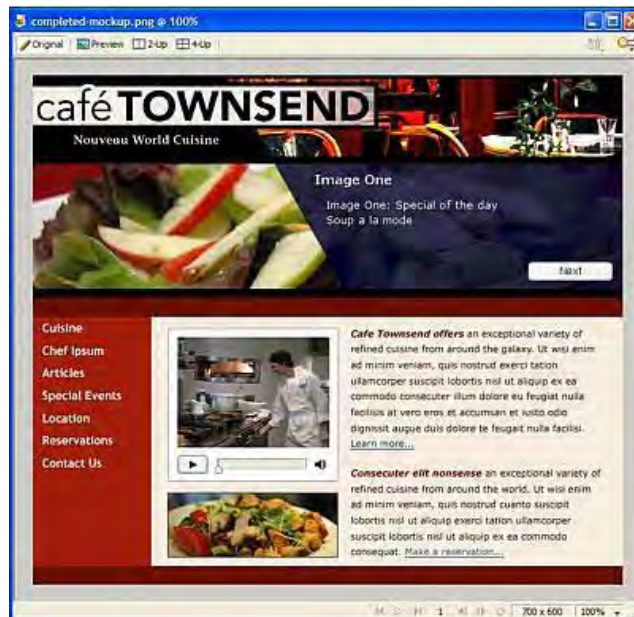 completed-mockup.png @ 100%
Original Preview 2-Up 4-Up
café TOWNSEND
Nouveau World Cuisine
Image One
Image One: Special of the day
Soup a la mode
Next
Cuisine
Chef Ipsum
Articles
Special Events
Location
Reservations
Contact Us
Cafe Townsend offers an exceptional variety of
refined cuisine from around the galaxy. Ut wisi enim
ad minim veniam, quis nostrud exerci tation
ullamcorper suscipit lobortis nisl ut aliquip ex ea
commodo consecuter illum dolore eu feugiat nulla
facilisis at vero eros et accumsan et iusto odio
dignissit augue duis dolore te feugait nulla facilisi.
Learn more...
Consecuter elit nonsense an exceptional variety of
refined cuisine from around the world. Ut wisi enim
ad minim veniam, quis nostrud cuanto suscipit
lobortis nisl ut aliquip exerci tation ullamcorper
suscipit lobortis nisl ut aliquip ex ea commodo
consequat. Make a reservation...
1 700 x 600 100%